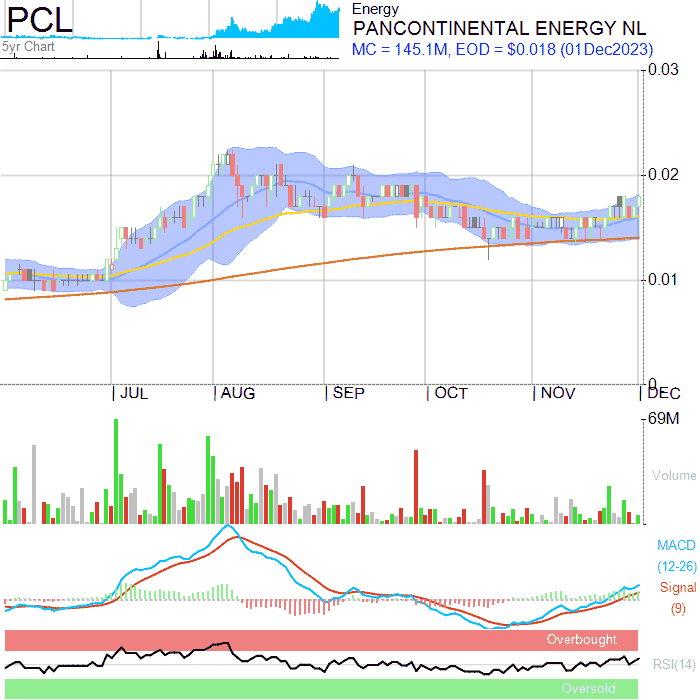 PCL
5yr Chart
Energy
PANCONTINENTAL ENERGY NL
MC = 145.1M, EOD = $0.018 (01Dec2023)
0.03
0.02
0.01
0
JUL AUG SEP OCT NOV DEC
69M
Volume
MACD
(12-26)
Signal
(9)
Overbought
RSI(14)
Oversold